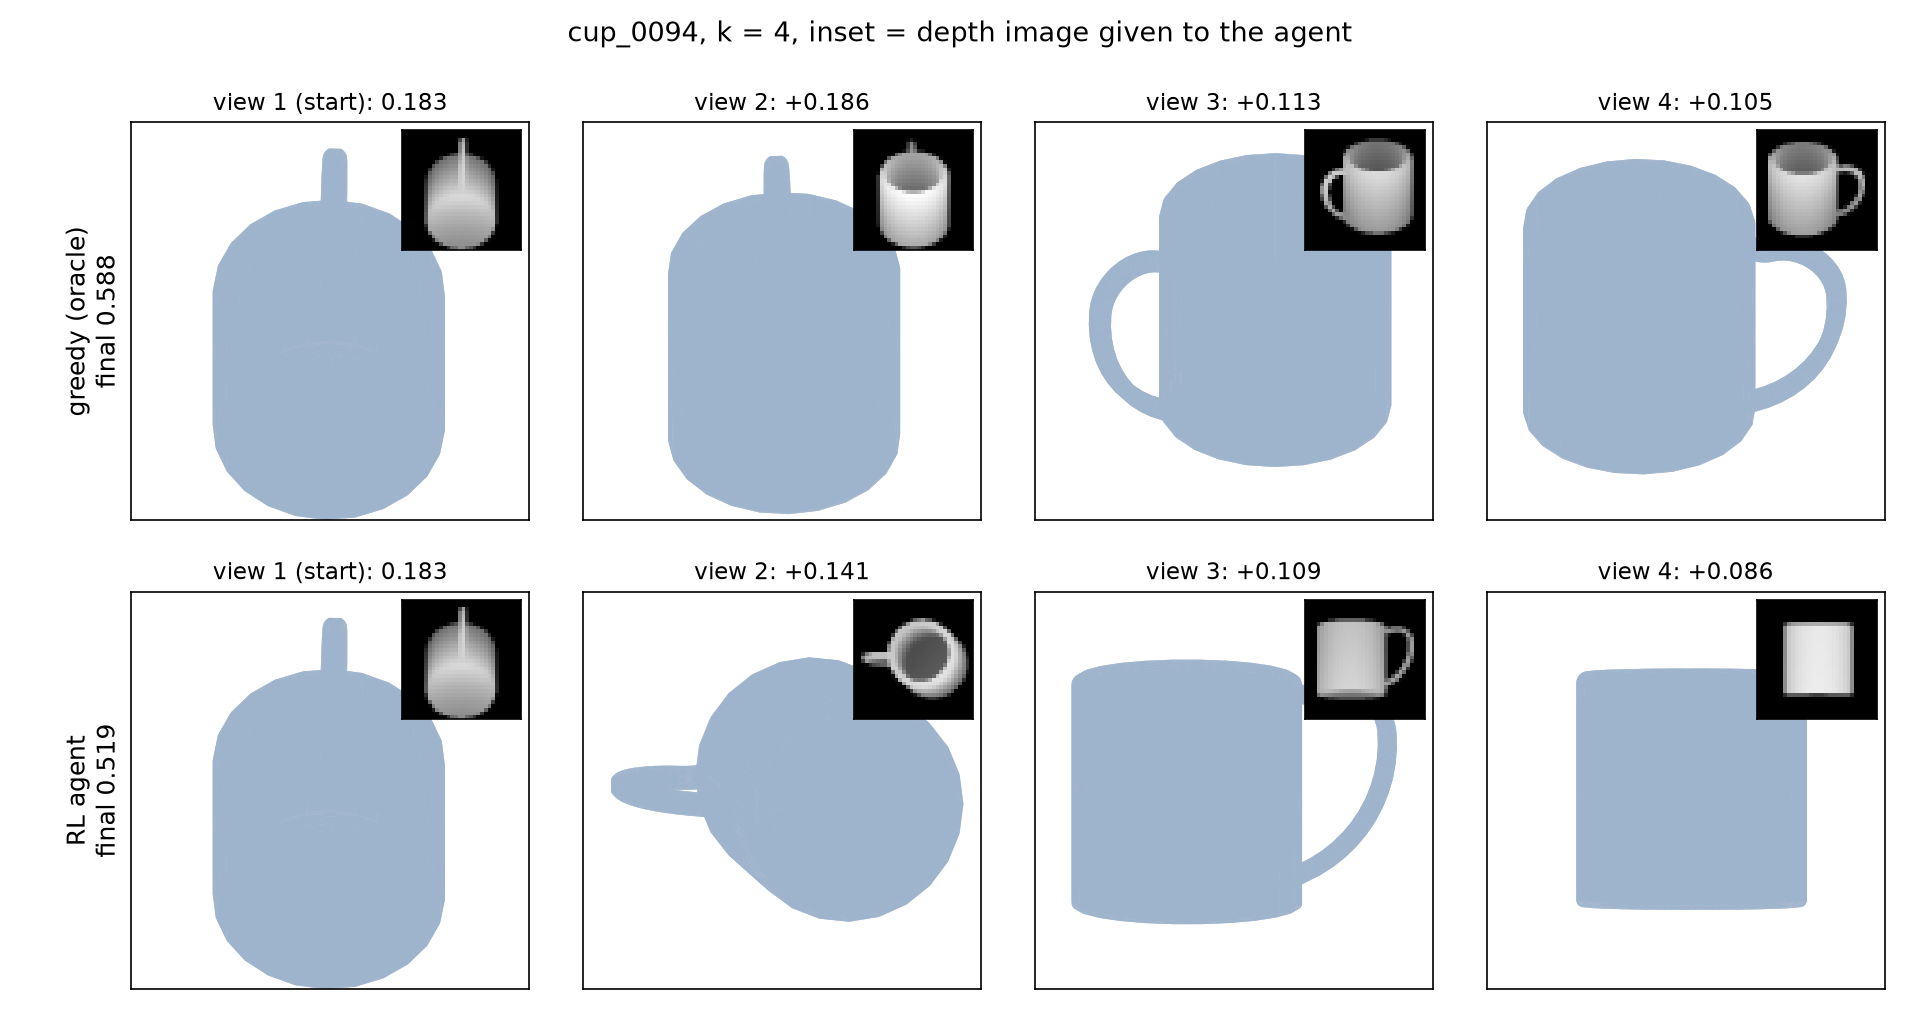 cup_0094, k = 4, inset = depth image given to the agent
view 1 (start): 0.183
view 2: +0.186
view 3: +0.113
view 4: +0.105
greedy (oracle)
final 0.588
view 1 (start): 0.183
view 2: +0.141
view 3: +0.109
view 4: +0.086
RL agent
final 0.519